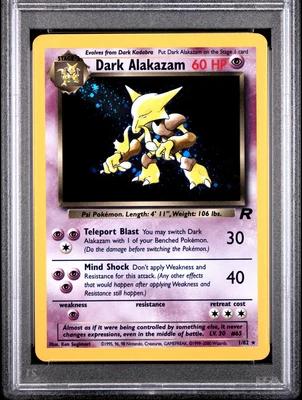 Evolves from Dark Kadabra Put Dark Alakazam on the Stage 1 card
STAGE 2
Dark Alakazam 60 HP
Psi Pokémon. Length: 4' 11", Weight: 106 lbs.
Teleport Blast You may switch Dark
Alakazam with 1 of your Benched Pokémon. 30
(Do the damage before switching the Pokémon.)
Mind Shock Don't apply Weakness and
Resistance for this attack. (Any other effects 40
that would happen after applying Weakness and
Resistance still happen.)
weakness resistance retreat cost
Almost as if it were being controlled by something else, it never
changes expression, even in the middle of battle. LV. 30 #65
Illus. Ken Sugimori ©1995, 96, 98 Nintendo, Creatures, GAMEFREAK. ©1999-2000 Wizards. 1/82 ★